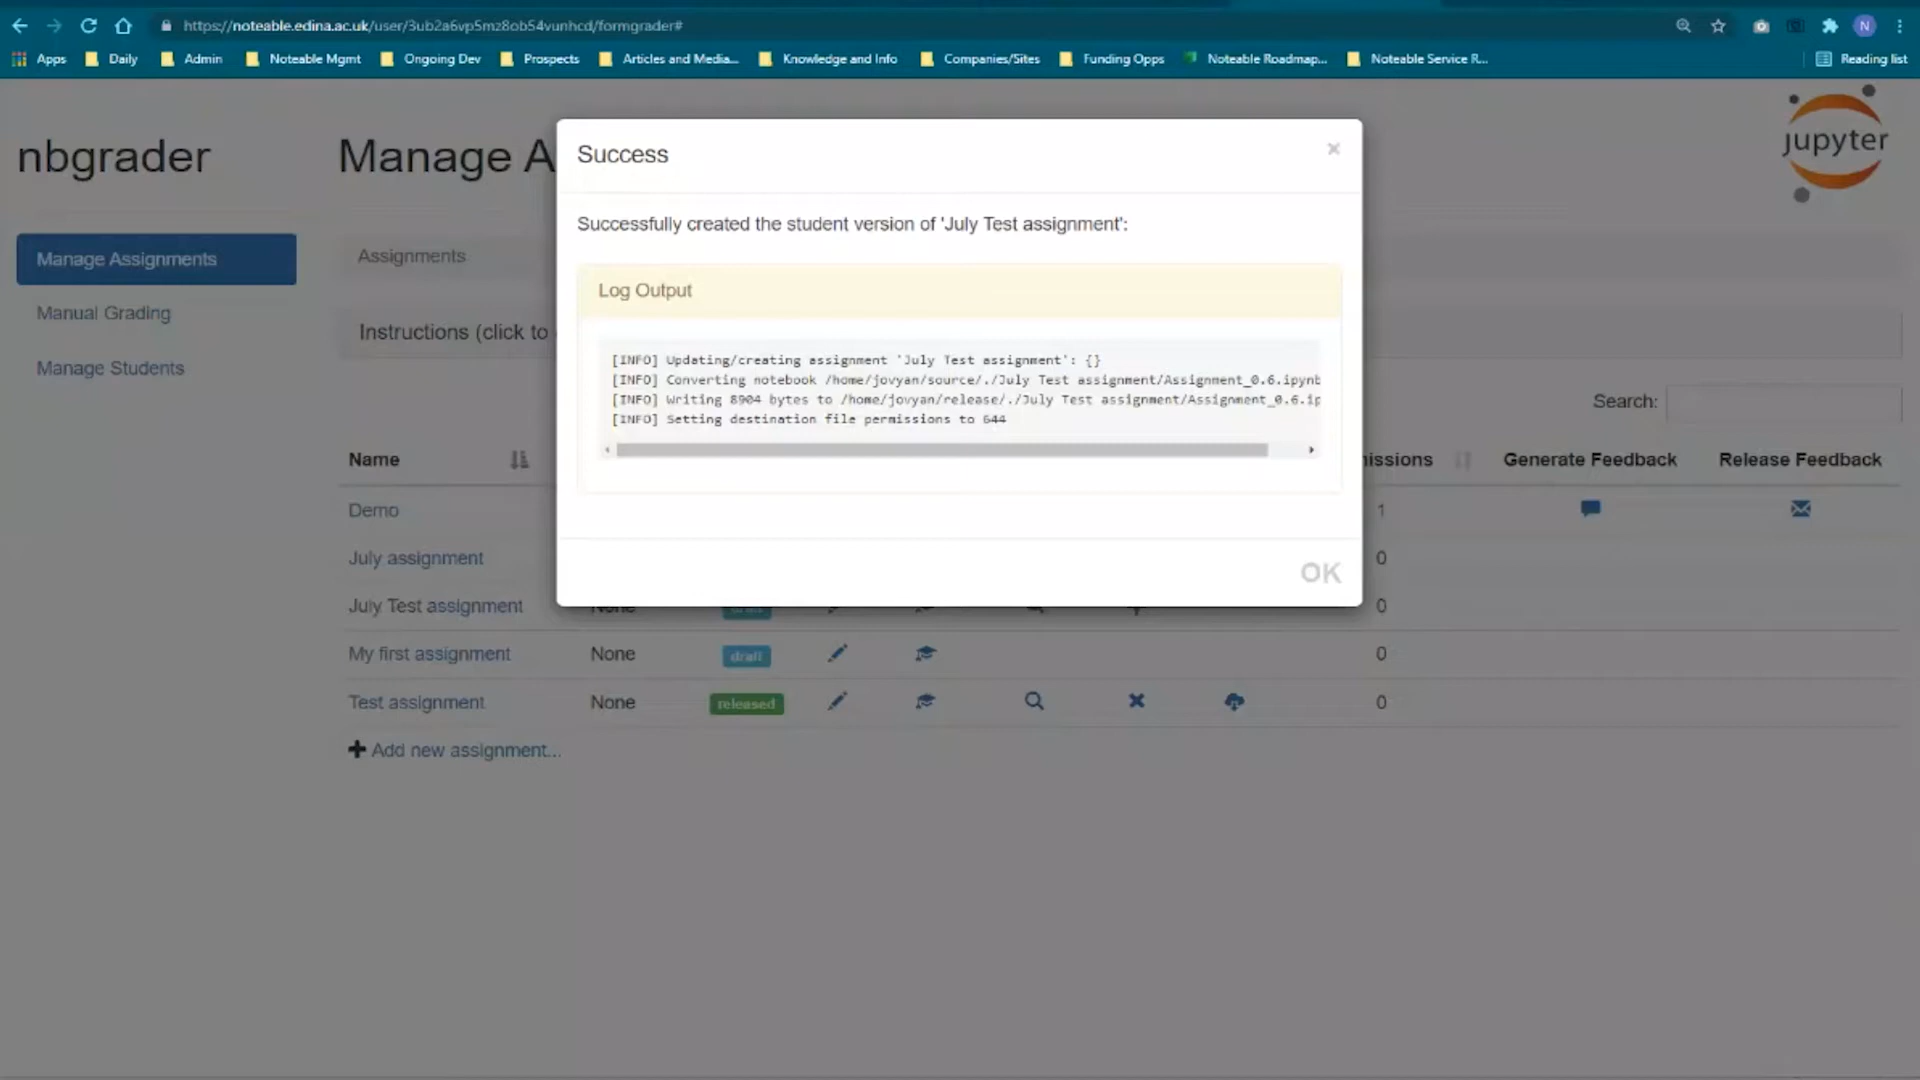 https://noteable.edina.ac.uk/user/3ub2a6vp5mz8ob54vunhcd/formgrader#
N
Apps Daily Admin Noteable Mgmt Ongoing Dev Prospects Articles and Media... Knowledge and Info Companies/Sites Funding Opps Noteable Roadmap... Noteable Service R... Reading list
nbgrader
Manage A
jupyter
Success
×
Successfully created the student version of 'July Test assignment':
Manage Assignments
Assignments
Log Output
Manual Grading
Instructions (click to
[INFO] Updating/creating assignment 'July Test assignment': {}
Manage Students
[INFO] Converting notebook /home/jovyan/source/./July Test assignment/Assignment_0.6.ipynb
[INFO] Writing 8904 bytes to /home/jovyan/release/./July Test assignment/Assignment_0.6.ip
[INFO] Setting destination file permissions to 644
Search:
Name missions Generate Feedback Release Feedback
Demo 1
July assignment 0
OK
July Test assignment None 0
My first assignment None draft 0
Test assignment None released 0
Add new assignment...